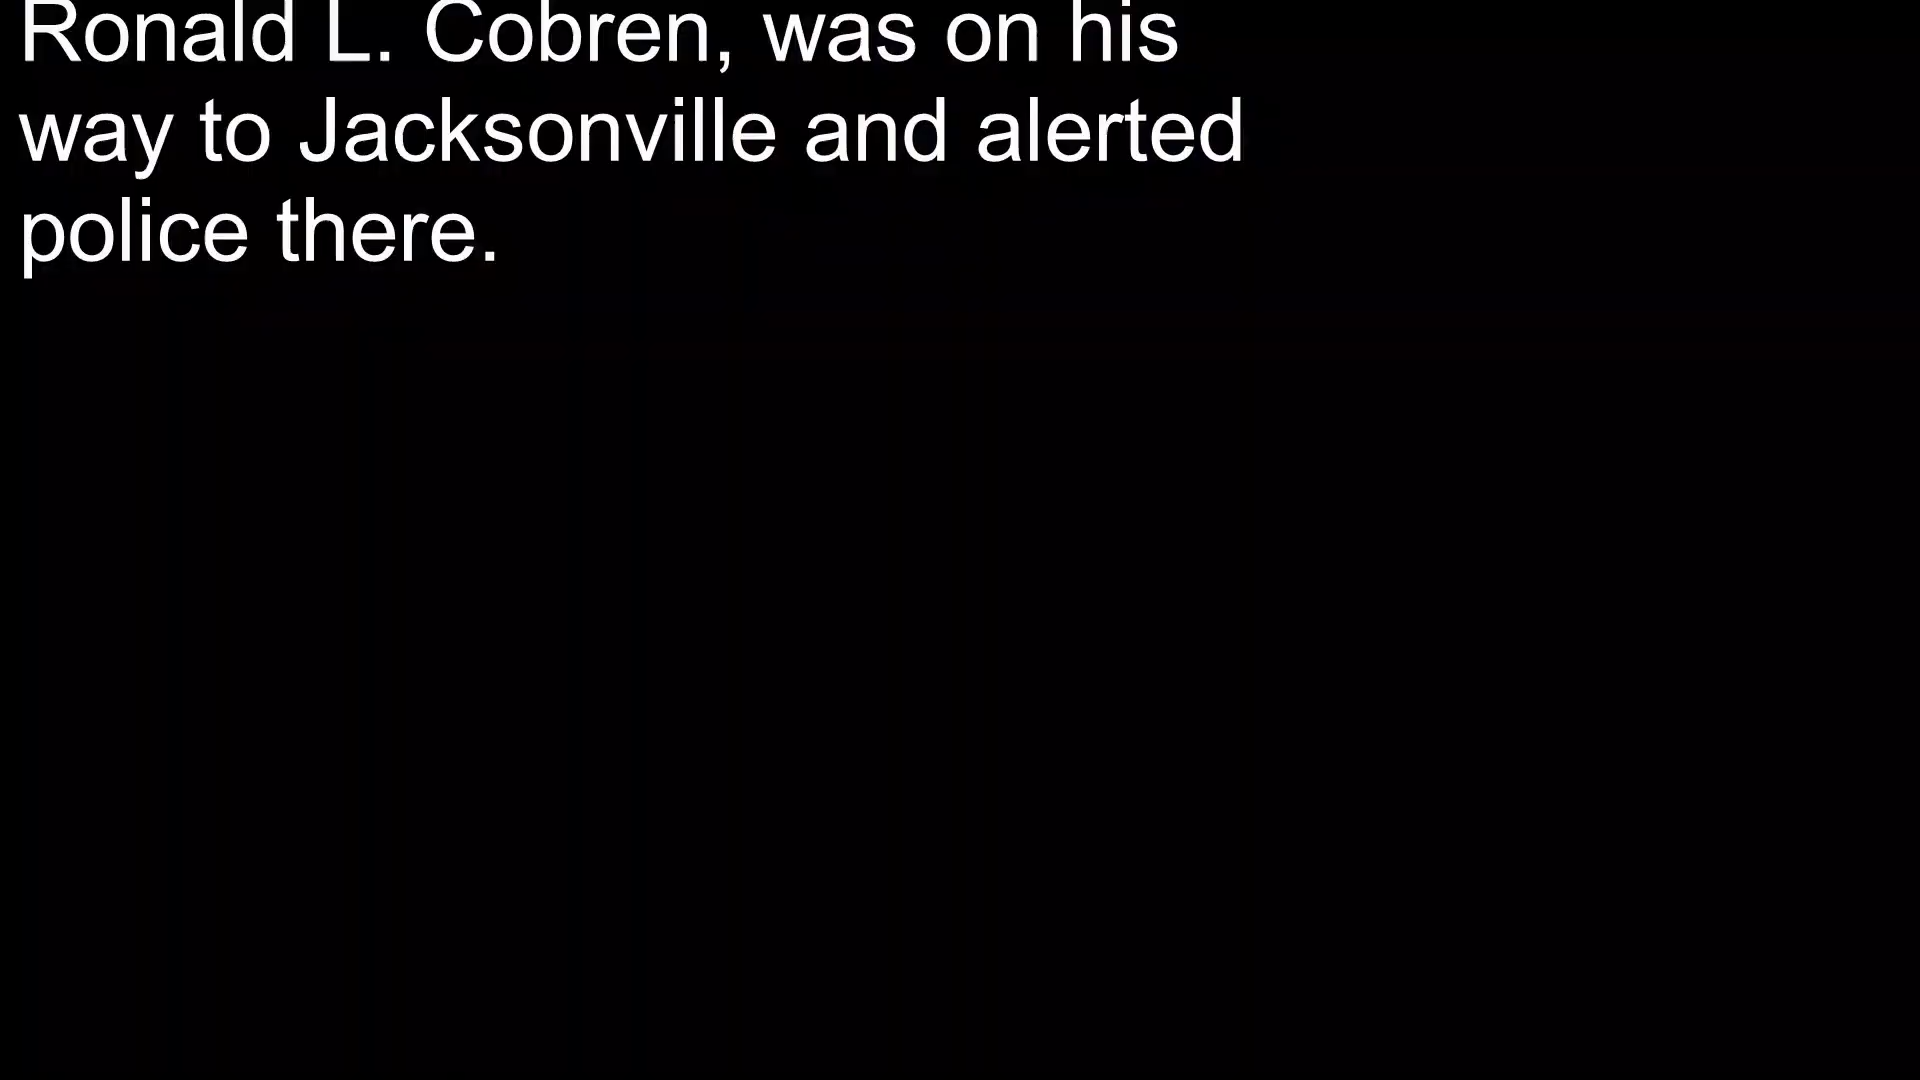 Ronald L. Cobren, was on his
way to Jacksonville and alerted
police there.